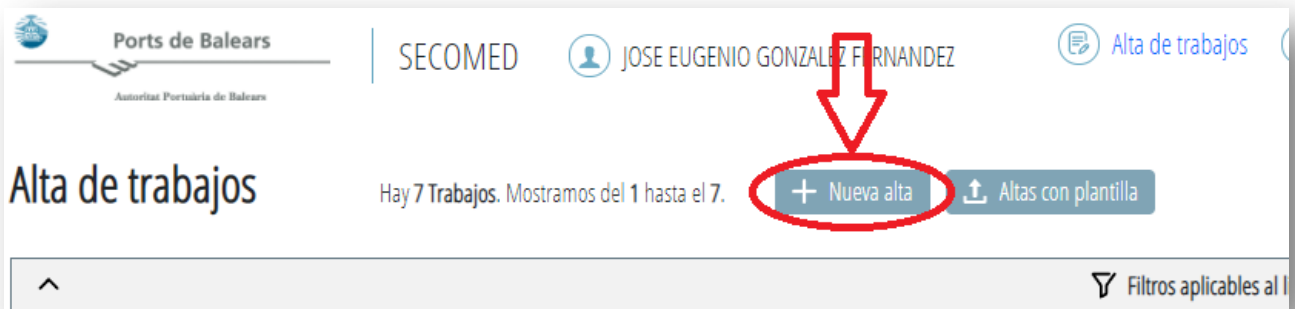 Ports de Balears
Autoritat Portuària de Balears
SECOMED
JOSE EUGENIO GONZALEZ FERNANDEZ
Alta de trabajos
Alta de trabajos
Hay 7 Trabajos. Mostramos del 1 hasta el 7.
+ Nueva alta
Altas con plantilla
Filtros aplicables al